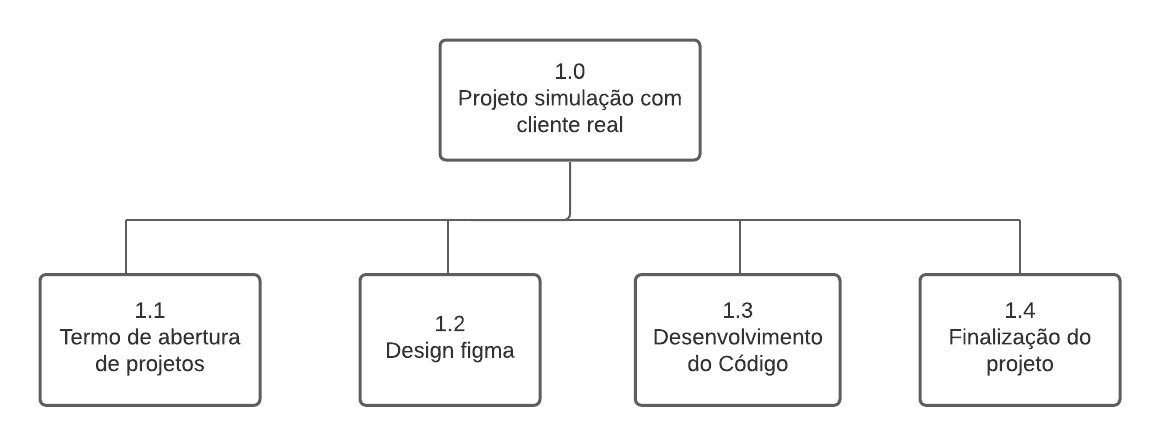 1.0
Projeto simulação com
cliente real
1.1
Termo de abertura
de projetos
1.2
Design figma
1.3
Desenvolvimento
do Código
1.4
Finalização do
projeto